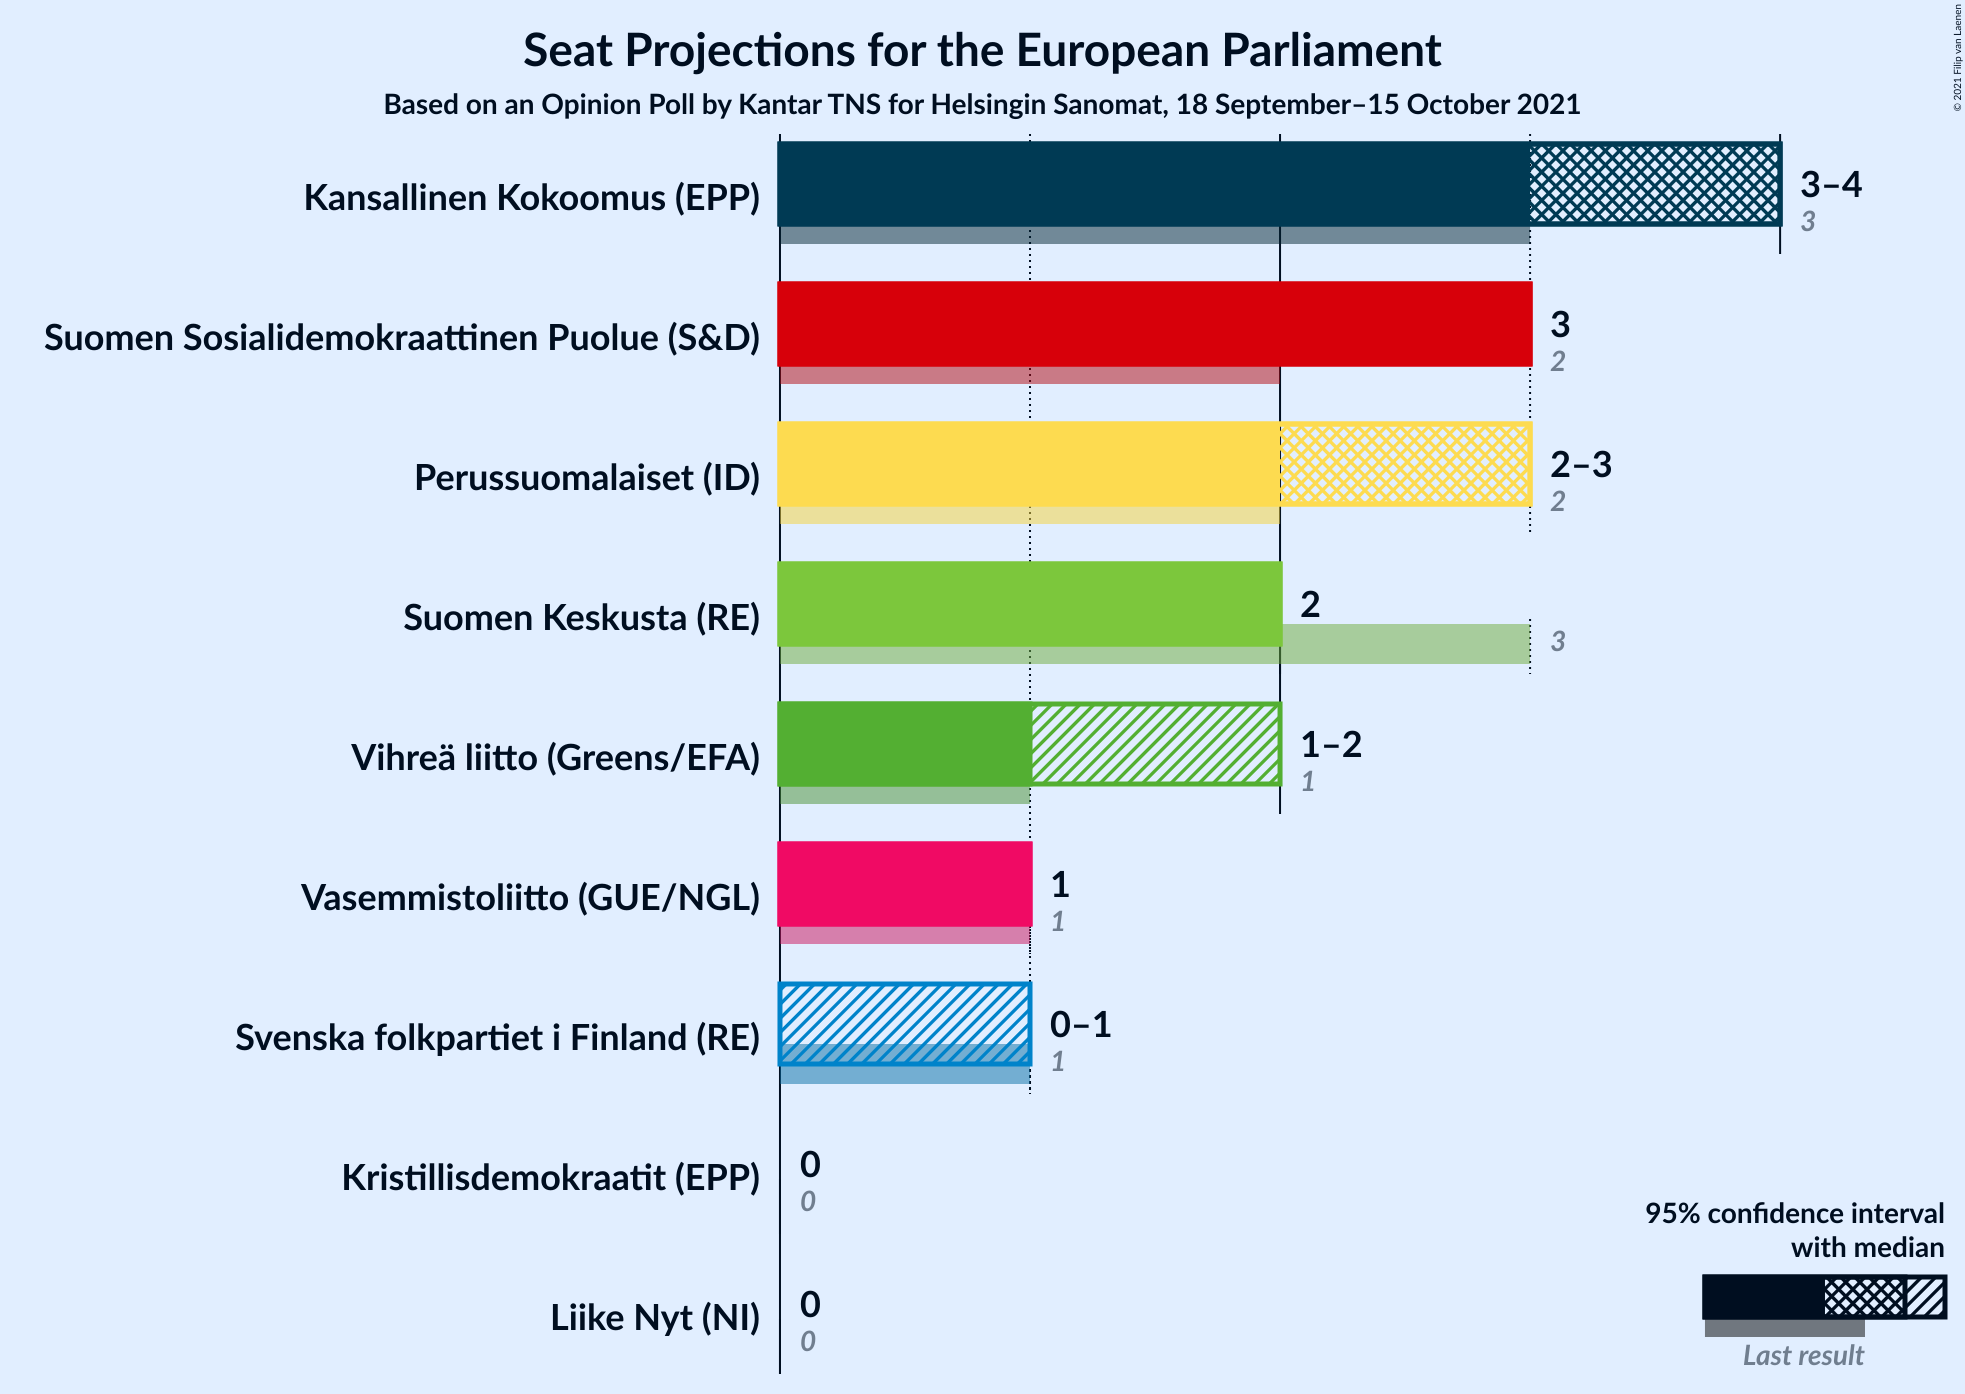 Seat Projections for the European Parliament
Based on an Opinion Poll by Kantar TNS for Helsingin Sanomat, 18 September–15 October 2021
© 2021 Filip van Laenen
Kansallinen Kokoomus (EPP)
3–4
3
Suomen Sosialidemokraattinen Puolue (S&D)
3
2
Perussuomalaiset (ID)
2–3
2
Suomen Keskusta (RE)
2
3
Vihreä liitto (Greens/EFA)
1–2
1
Vasemmistoliitto (GUE/NGL)
1
1
Svenska folkpartiet i Finland (RE)
0–1
1
Kristillisdemokraatit (EPP)
0
0
Liike Nyt (NI)
0
0
95% confidence interval
with median
Last result